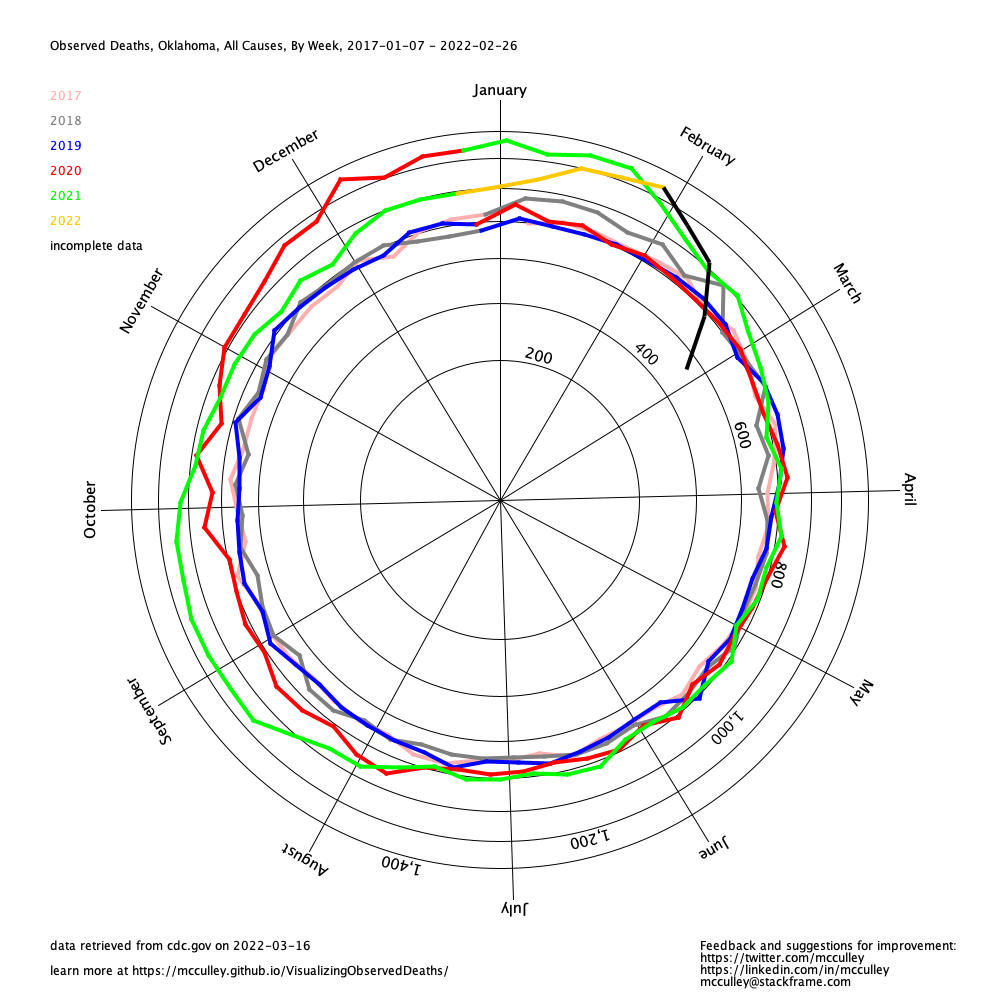 Observed Deaths, Oklahoma, All Causes, By Week, 2017-01-07 - 2022-02-26
January
2017
2018
2019
2020
2021
2022
incomplete data
February
March
April
May
June
July
August
September
October
November
December
200
400
600
800
1,000
1,200
1,400
data retrieved from cdc.gov on 2022-03-16
learn more at https://mcculley.github.io/VisualizingObservedDeaths/
Feedback and suggestions for improvement:
https://twitter.com/mcculley
https://linkedin.com/in/mcculley
mcculley@stackframe.com